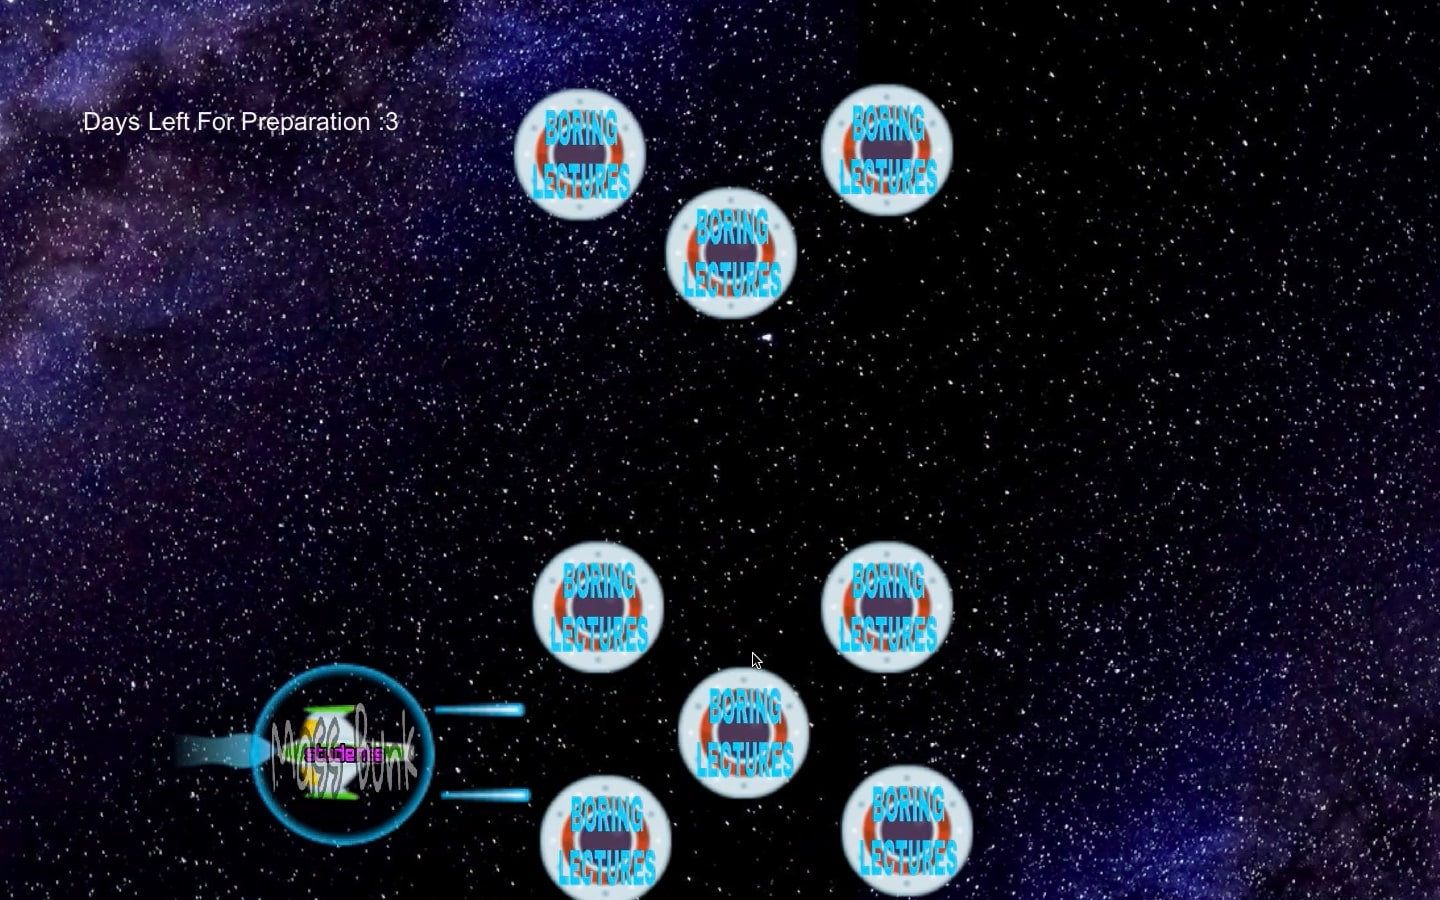 Days Left For Preparation :3
BORING
LECTURES
BORING
LECTURES
BORING
LECTURES
BORING
LECTURES
BORING
LECTURES
BORING
LECTURES
Mass Bunk
students
BORING
LECTURES
BORING
LECTURES